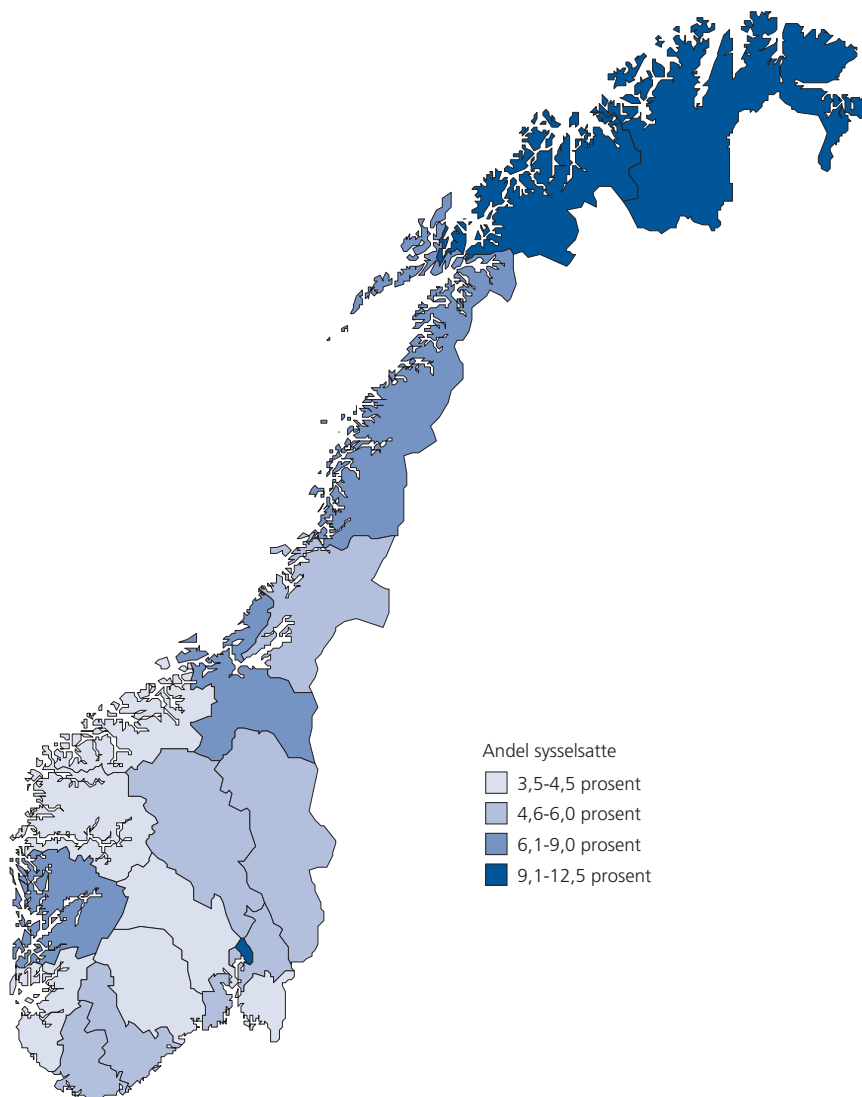 Andel sysselsatte
3,5-4,5 prosent
4,6-6,0 prosent
6,1-9,0 prosent
9,1-12,5 prosent